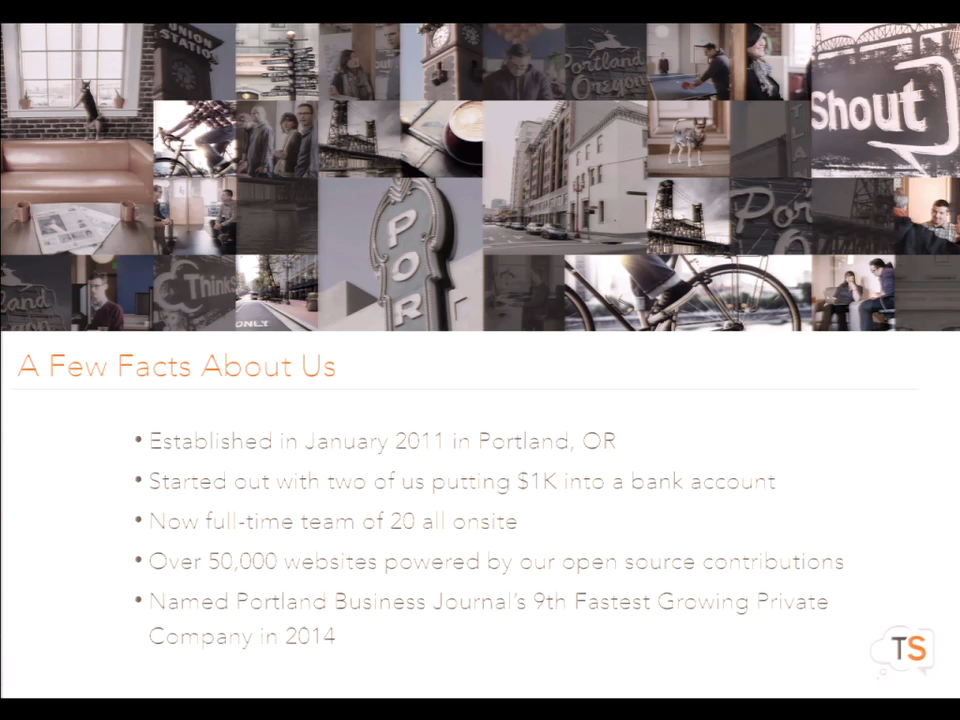 UNION
STATION
Portland
Oregon
Shout
POR
Por
O
land
Think
ONLY
A Few Facts About Us
• Established in January 2011 in Portland, OR
• Started out with two of us putting $1K into a bank account
• Now full-time team of 20 all onsite
• Over 50,000 websites powered by our open source contributions
• Named Portland Business Journal's 9th Fastest Growing Private
Company in 2014
TS